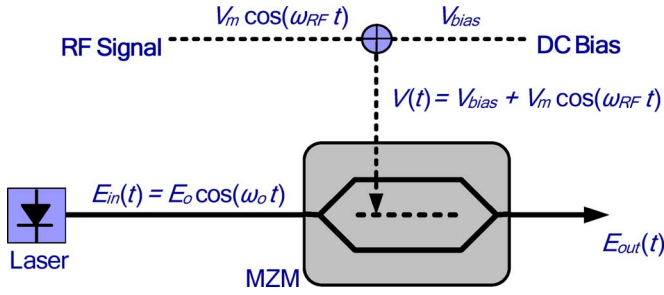 V_m cos(ω_RF t)
V_bias
RF Signal
DC Bias
V(t) = V_bias + V_m cos(ω_RF t)
E_in(t) = E_o cos(ω_o t)
E_out(t)
Laser
MZM